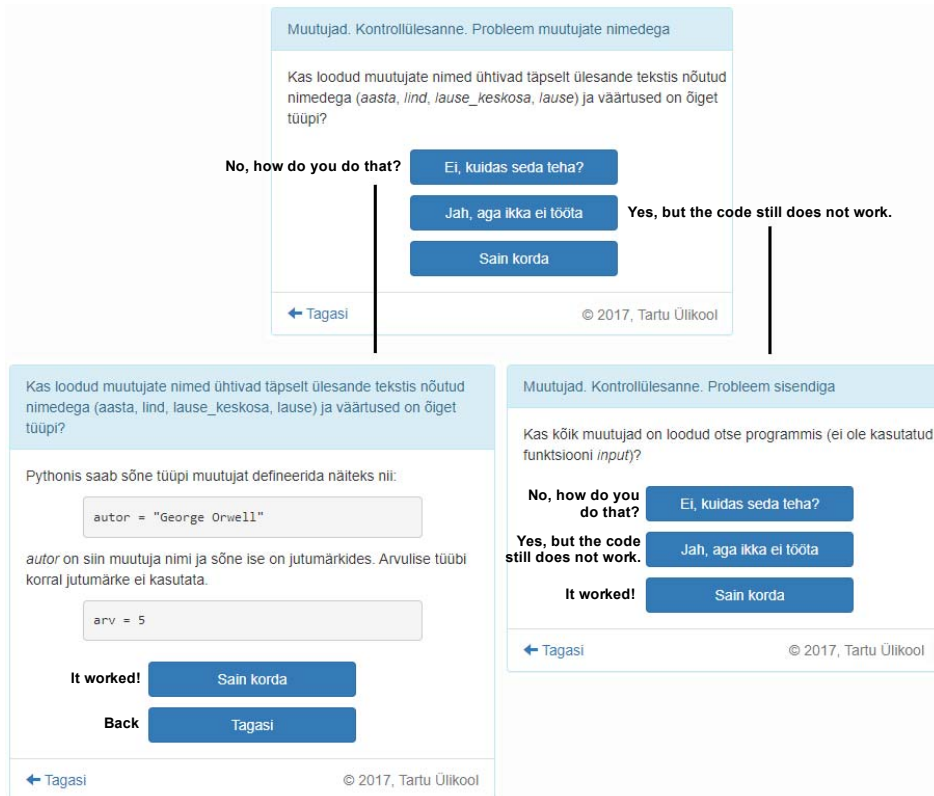 Muutujad. Kontrollülesanne. Probleem muutujate nimedega
Kas loodud muutujate nimed ühtivad täpselt ülesande tekstis nõutud
nimedega (aasta, lind, lause_keskosa, lause) ja väärtused on õiget
tüüpi?
No, how do you do that?
Ei, kuidas seda teha?
Jah, aga ikka ei tööta
Yes, but the code still does not work.
Sain korda
Tagasi
© 2017, Tartu Ülikool
Kas loodud muutujate nimed ühtivad täpselt ülesande tekstis nõutud
nimedega (aasta, lind, lause_keskosa, lause) ja väärtused on õiget
tüüpi?
Pythonis saab sõne tüüpi muutujat defineerida näiteks nii:
autor = "George Orwell"
autor on siin muutuja nimi ja sõne ise on jutumärkides. Arvulise tüübi
korral jutumärke ei kasutata.
arv = 5
It worked!
Sain korda
Back
Tagasi
Tagasi
© 2017, Tartu Ülikool
Muutujad. Kontrollülesanne. Probleem sisendiga
Kas kõik muutujad on loodud otse programmis (ei ole kasutatud
funktsiooni input)?
No, how do you
do that?
Ei, kuidas seda teha?
Yes, but the code
still does not work.
Jah, aga ikka ei tööta
It worked!
Sain korda
Tagasi
© 2017, Tartu Ülikool